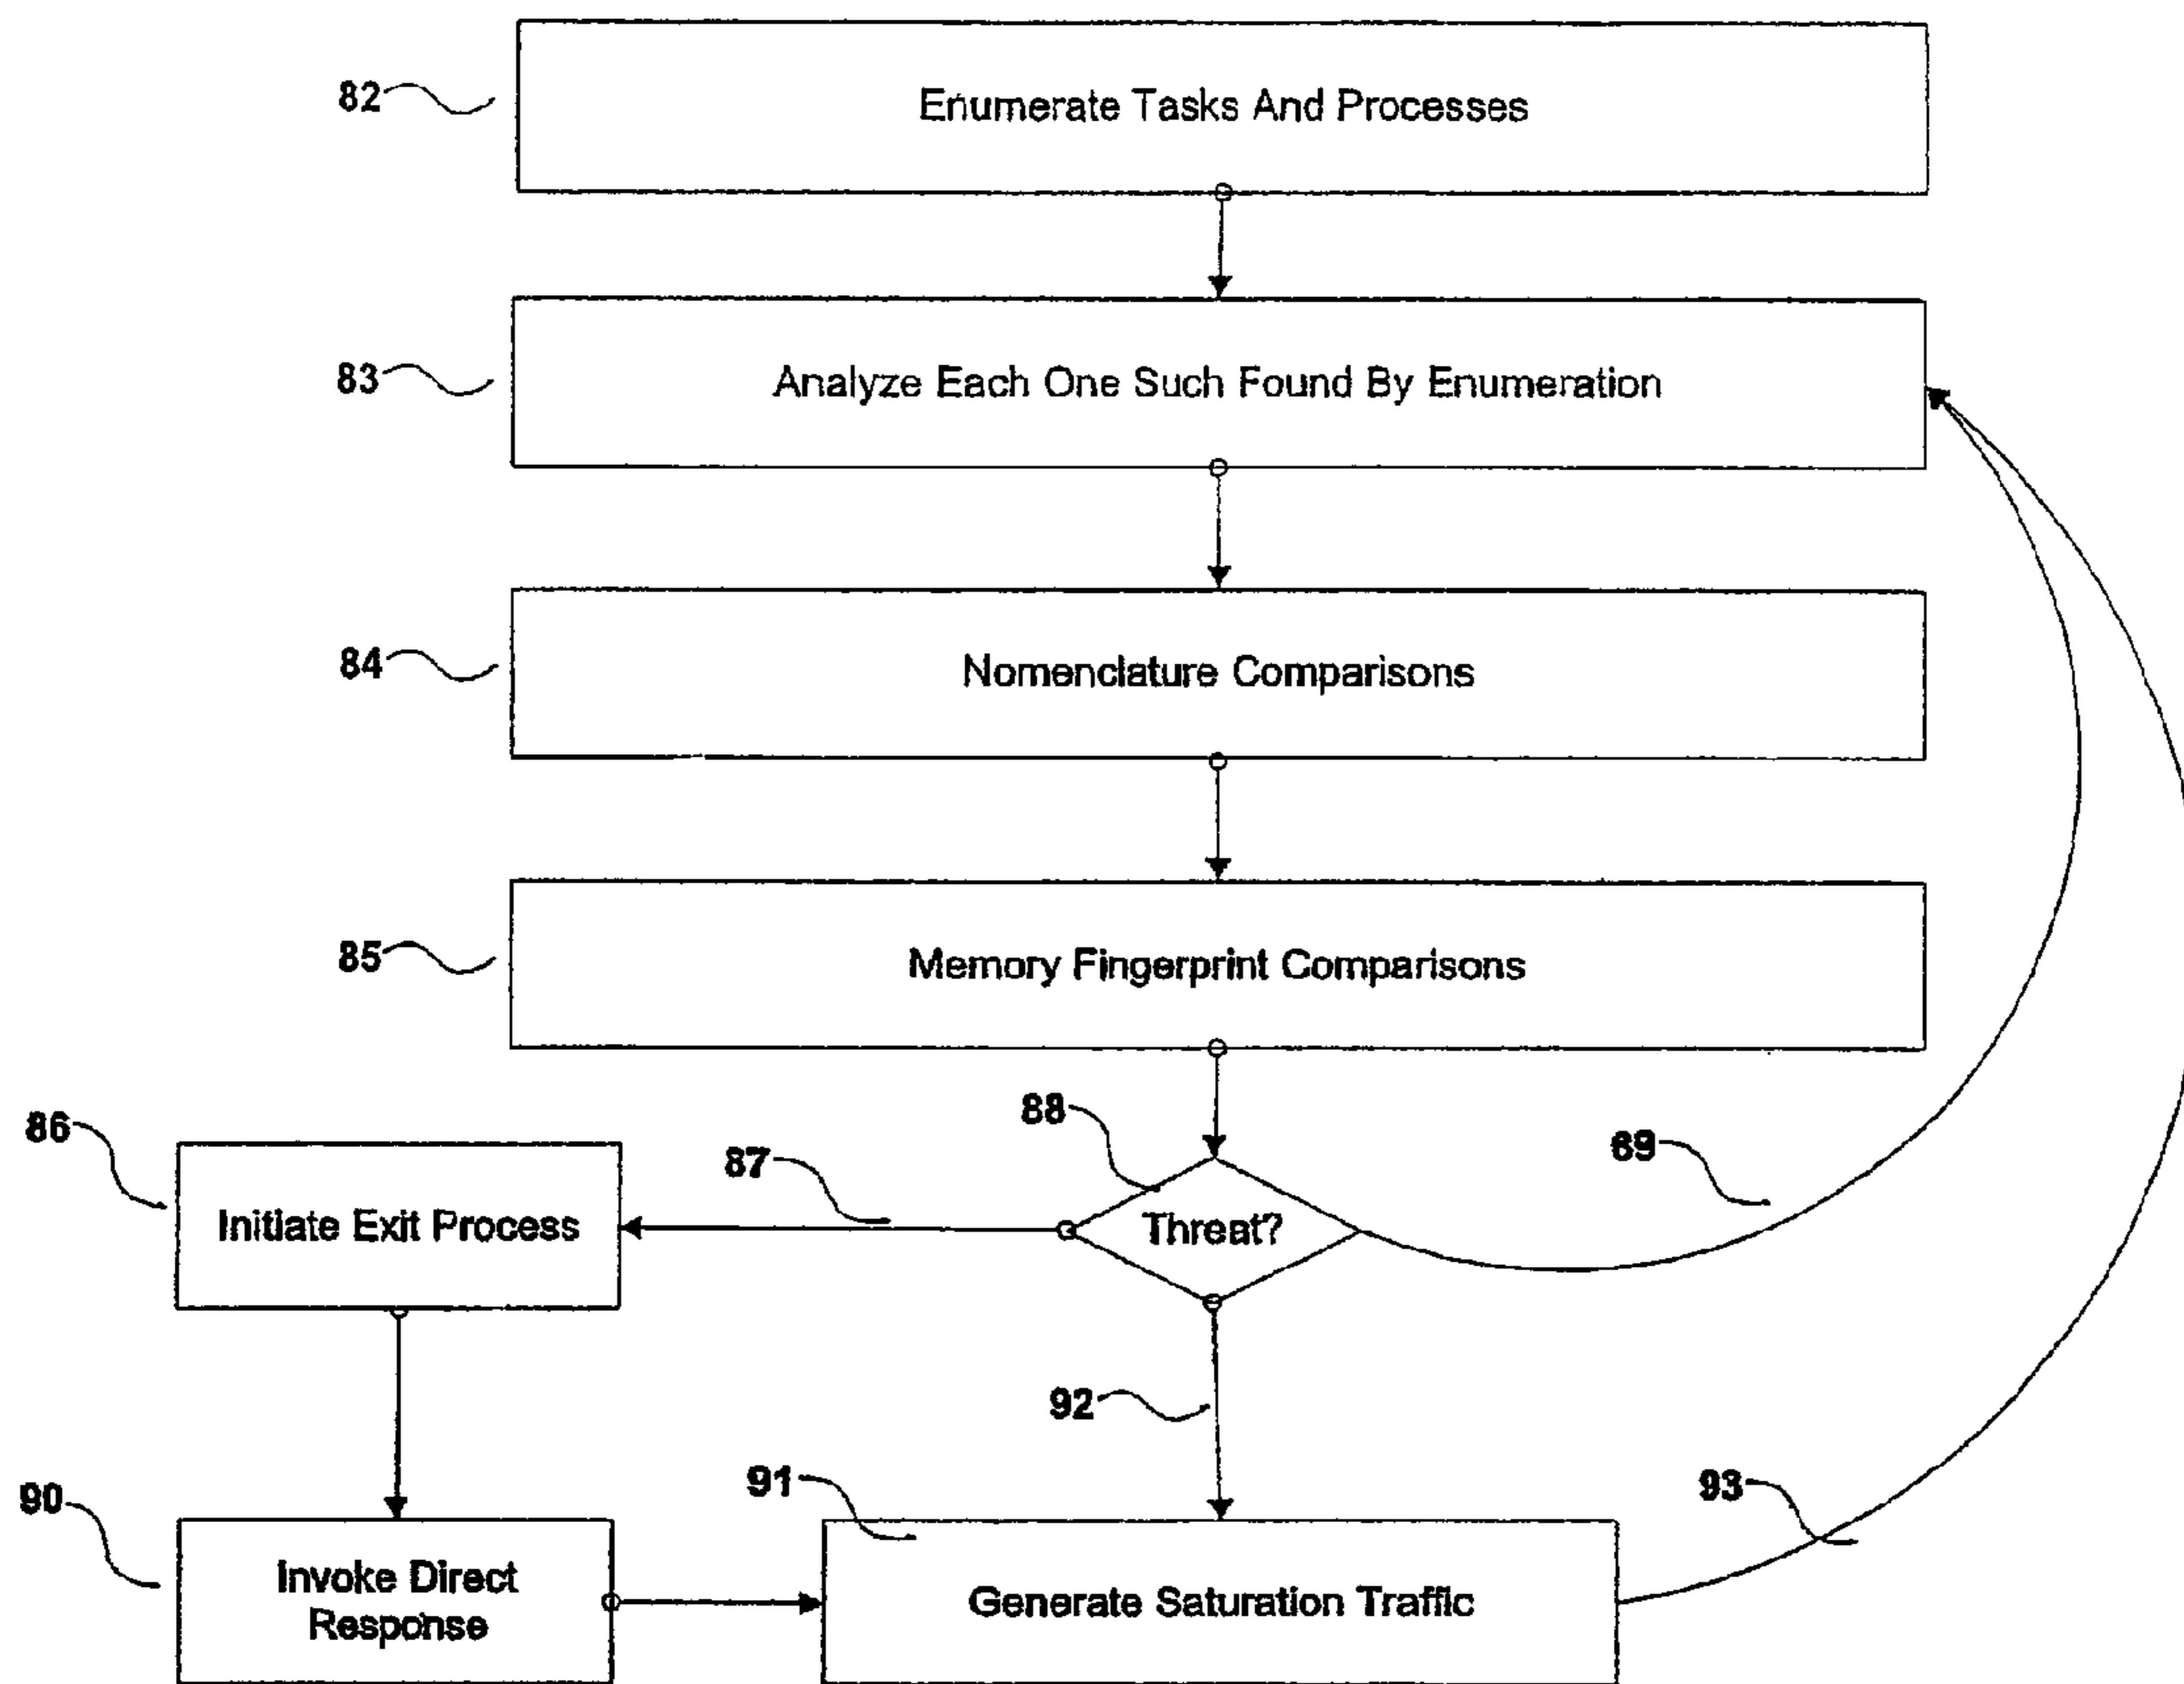 82
Enumerate Tasks And Processes
83
Analyze Each One Such Found By Enumeration
84
Nomenclature Comparisons
85
Memory Fingerprint Comparisons
86
87
88
89
Initiate Exit Process
Threat?
92
90
91
93
Invoke Direct
Response
Generate Saturation Traffic